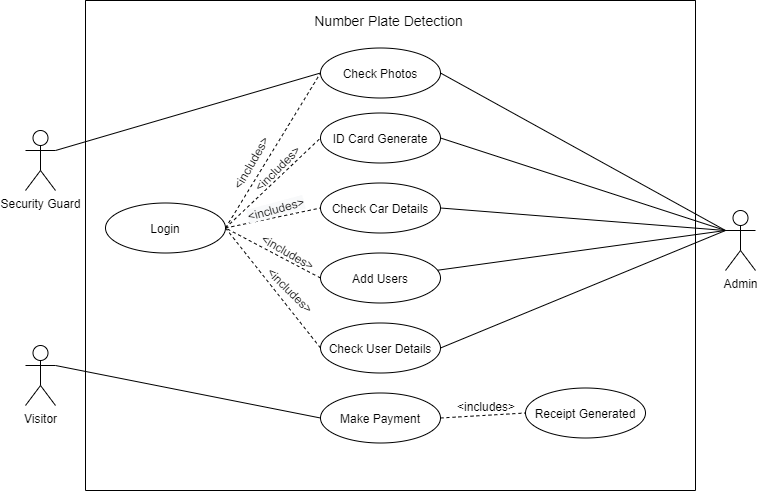 Number Plate Detection
Check Photos
<includes>
ID Card Generate
<includes>
Security Guard
Check Car Details
<includes>
Login
Admin
<includes>
Add Users
<includes>
Check User Details
Visitor
Make Payment
<includes>
Receipt Generated